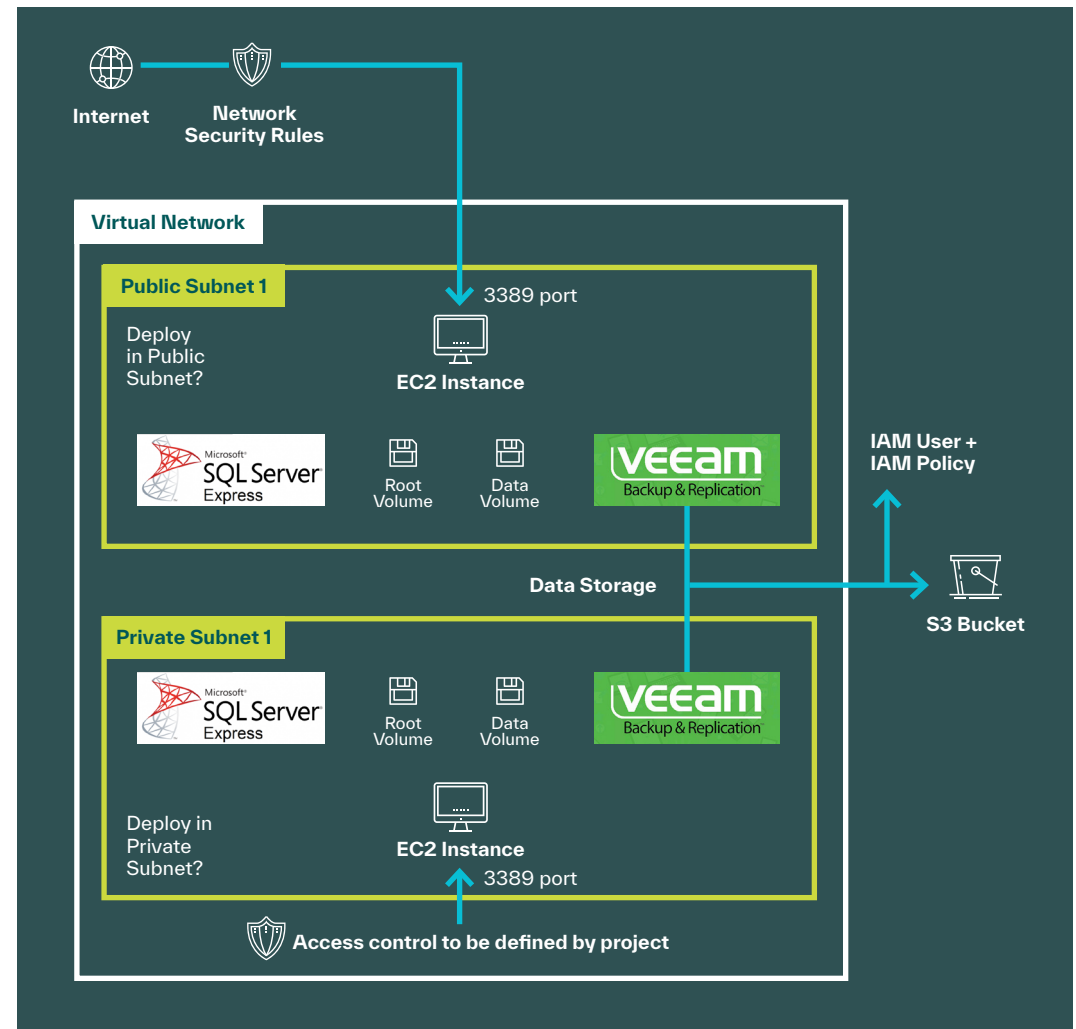 Internet
Network
Security Rules
Virtual Network
Public Subnet 1
3389 port
Deploy
in Public
Subnet?
EC2 Instance
Microsoft
SQL Server
Express
Root
Volume
Data
Volume
veeam
Backup & Replication
IAM User +
IAM Policy
Data Storage
S3 Bucket
Private Subnet 1
Microsoft
SQL Server
Express
Root
Volume
Data
Volume
veeam
Backup & Replication
Deploy in
Private
Subnet?
EC2 Instance
3389 port
Access control to be defined by project